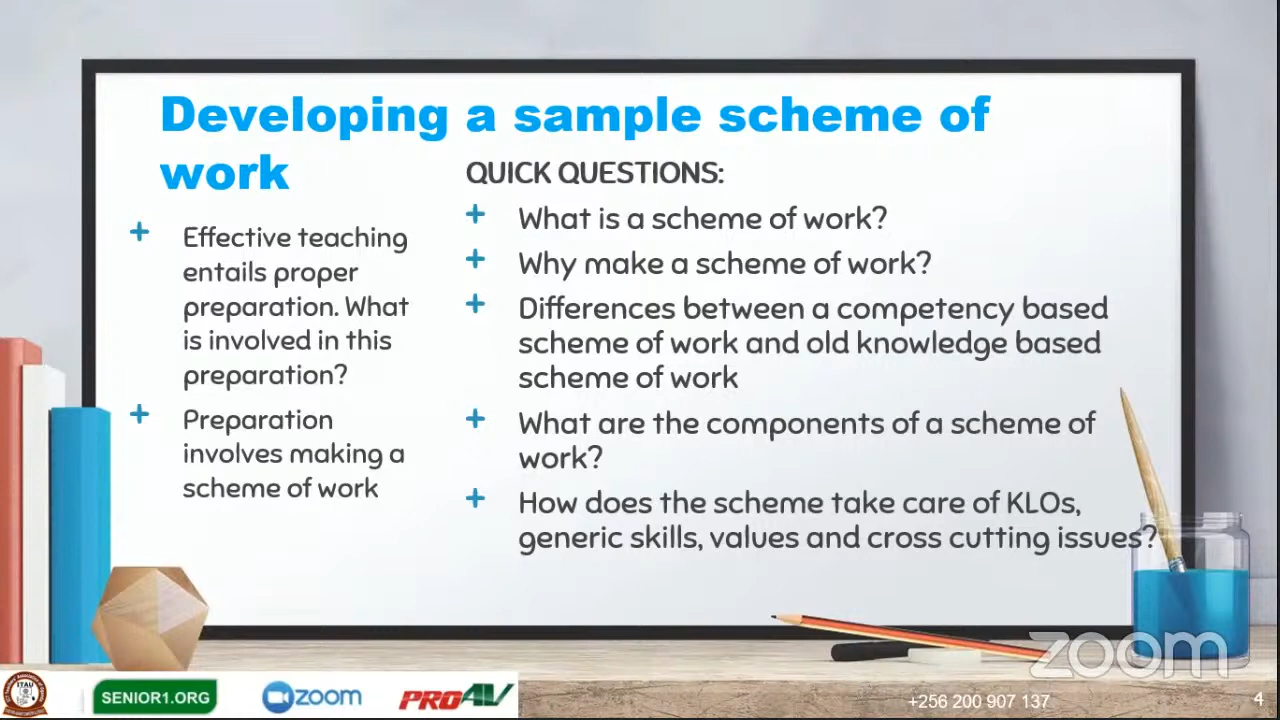 Developing a sample scheme of
work
Effective teaching
entails proper
preparation. What
is involved in this
preparation?
Preparation
involves making a
scheme of work
QUICK QUESTIONS:
What is a scheme of work?
Why make a scheme of work?
Differences between a competency based
scheme of work and old knowledge based
scheme of work
What are the components of a scheme of
work?
How does the scheme take care of KLOs,
generic skills, values and cross cutting issues?
zoom
ITAU
SENIOR1.ORG
zoom
PROAV
+256 200 907 137
4